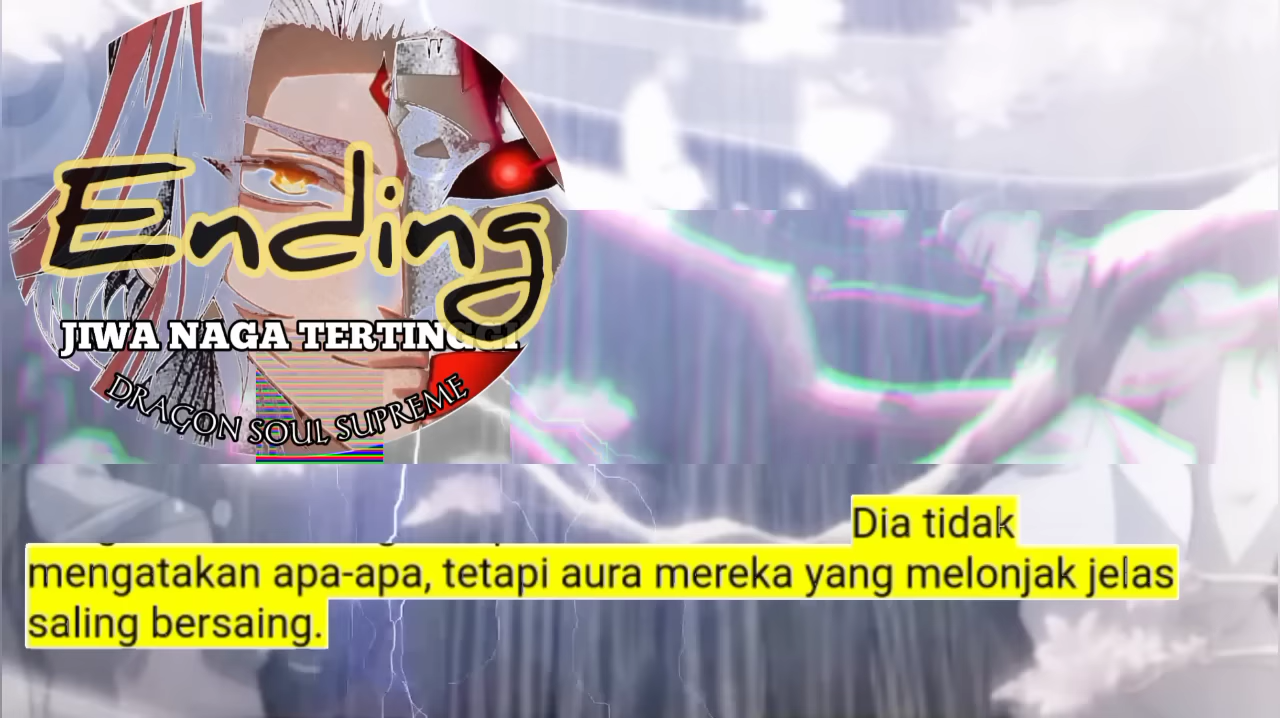 Ending
JIWA NAGA TERTINGGI
DRAGON SOUL SUPREME
Dia tidak
mengatakan apa-apa, tetapi aura mereka yang melonjak jelas
saling bersaing.